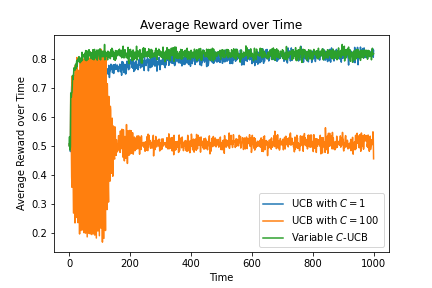 Average Reward over Time
Average Reward over Time
0.8
0.7
0.6
0.5
0.4
0.3
0.2
0
200
400
600
800
1000
Time
UCB with C = 1
UCB with C = 100
Variable C-UCB